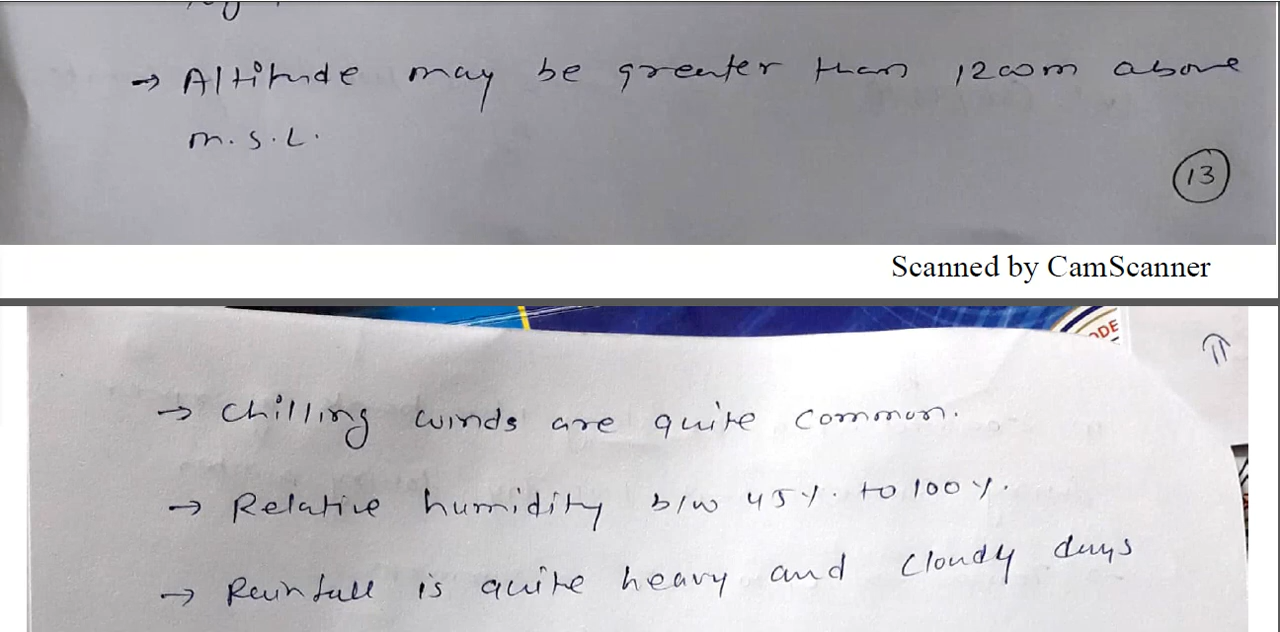 → Altitude may be greater than 1200m above
m.s.L.
13
Scanned by CamScanner
→ Chilling winds are quite common.
→ Relative humidity b/w 45%. to 100%.
→ Rainfall is quite heavy and cloudy days